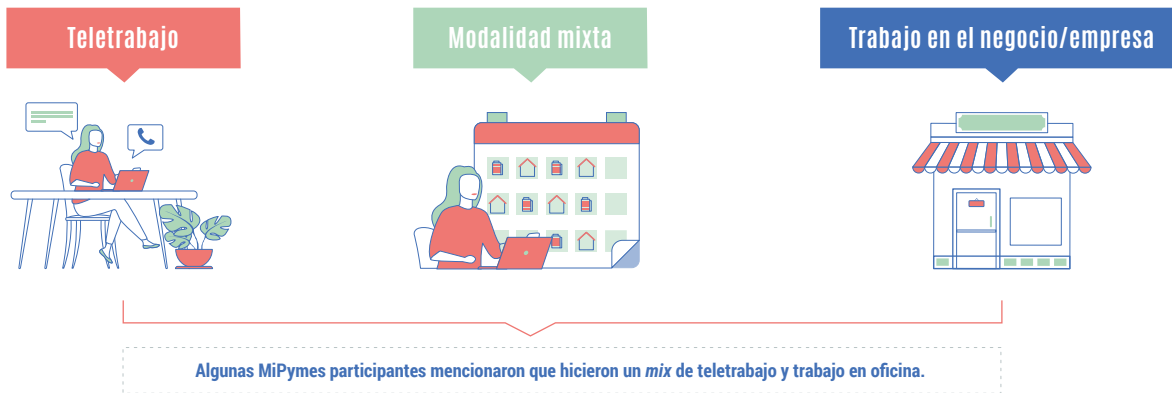 Teletrabajo
Modalidad mixta
Trabajo en el negocio/empresa
Algunas MiPymes participantes mencionaron que hicieron un mix de teletrabajo y trabajo en oficina.